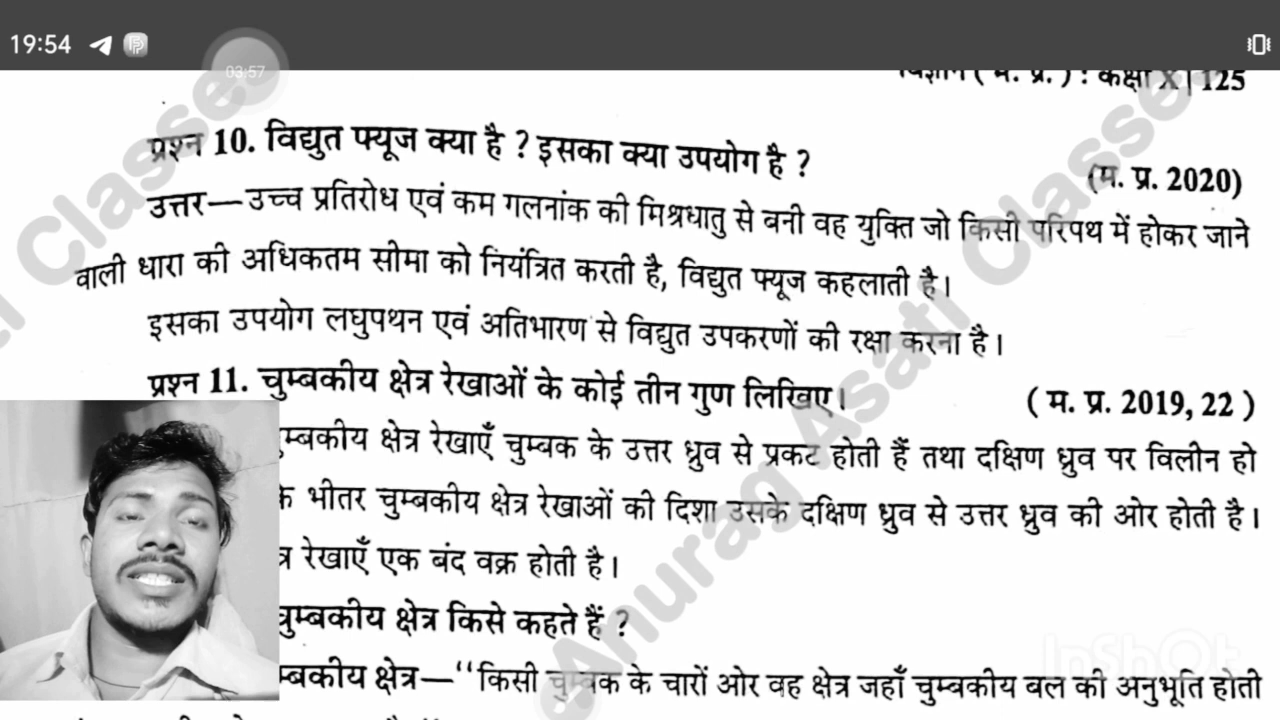 19:54
03:57
विज्ञान ( म. प्र. ) : कक्षा X | 125
प्रश्न 10. विद्युत फ्यूज क्या है ? इसका क्या उपयोग है ?
(म. प्र. 2020)
उत्तर—उच्च प्रतिरोध एवं कम गलनांक की मिश्रधातु से बनी वह युक्ति जो किसी परिपथ में होकर जाने
वाली धारा की अधिकतम सीमा को नियंत्रित करती है, विद्युत फ्यूज कहलाती है।
इसका उपयोग लघुपथन एवं अतिभारण से विद्युत उपकरणों की रक्षा करना है।
प्रश्न 11. चुम्बकीय क्षेत्र रेखाओं के कोई तीन गुण लिखिए।
( म. प्र. 2019, 22 )
म्बकीय क्षेत्र रेखाएँ चुम्बक के उत्तर ध्रुव से प्रकट होती हैं तथा दक्षिण ध्रुव पर विलीन हो
के भीतर चुम्बकीय क्षेत्र रेखाओं की दिशा उसके दक्षिण ध्रुव से उत्तर ध्रुव की ओर होती है।
त्र रेखाएँ एक बंद वक्र होती है।
चुम्बकीय क्षेत्र किसे कहते हैं ?
म्बकीय क्षेत्र—“किसी चुम्बक के चारों ओर वह क्षेत्र जहाँ चुम्बकीय बल की अनुभूति होती
Classes
Anurag Asati Classes
InShOt